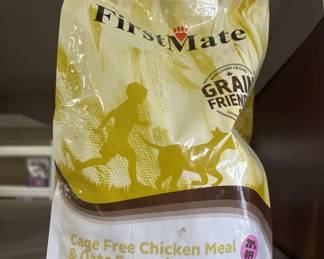 FirstMate
GRAIN
FRIEND
Cage Free Chicken Meal
& Oats
20%
OFF